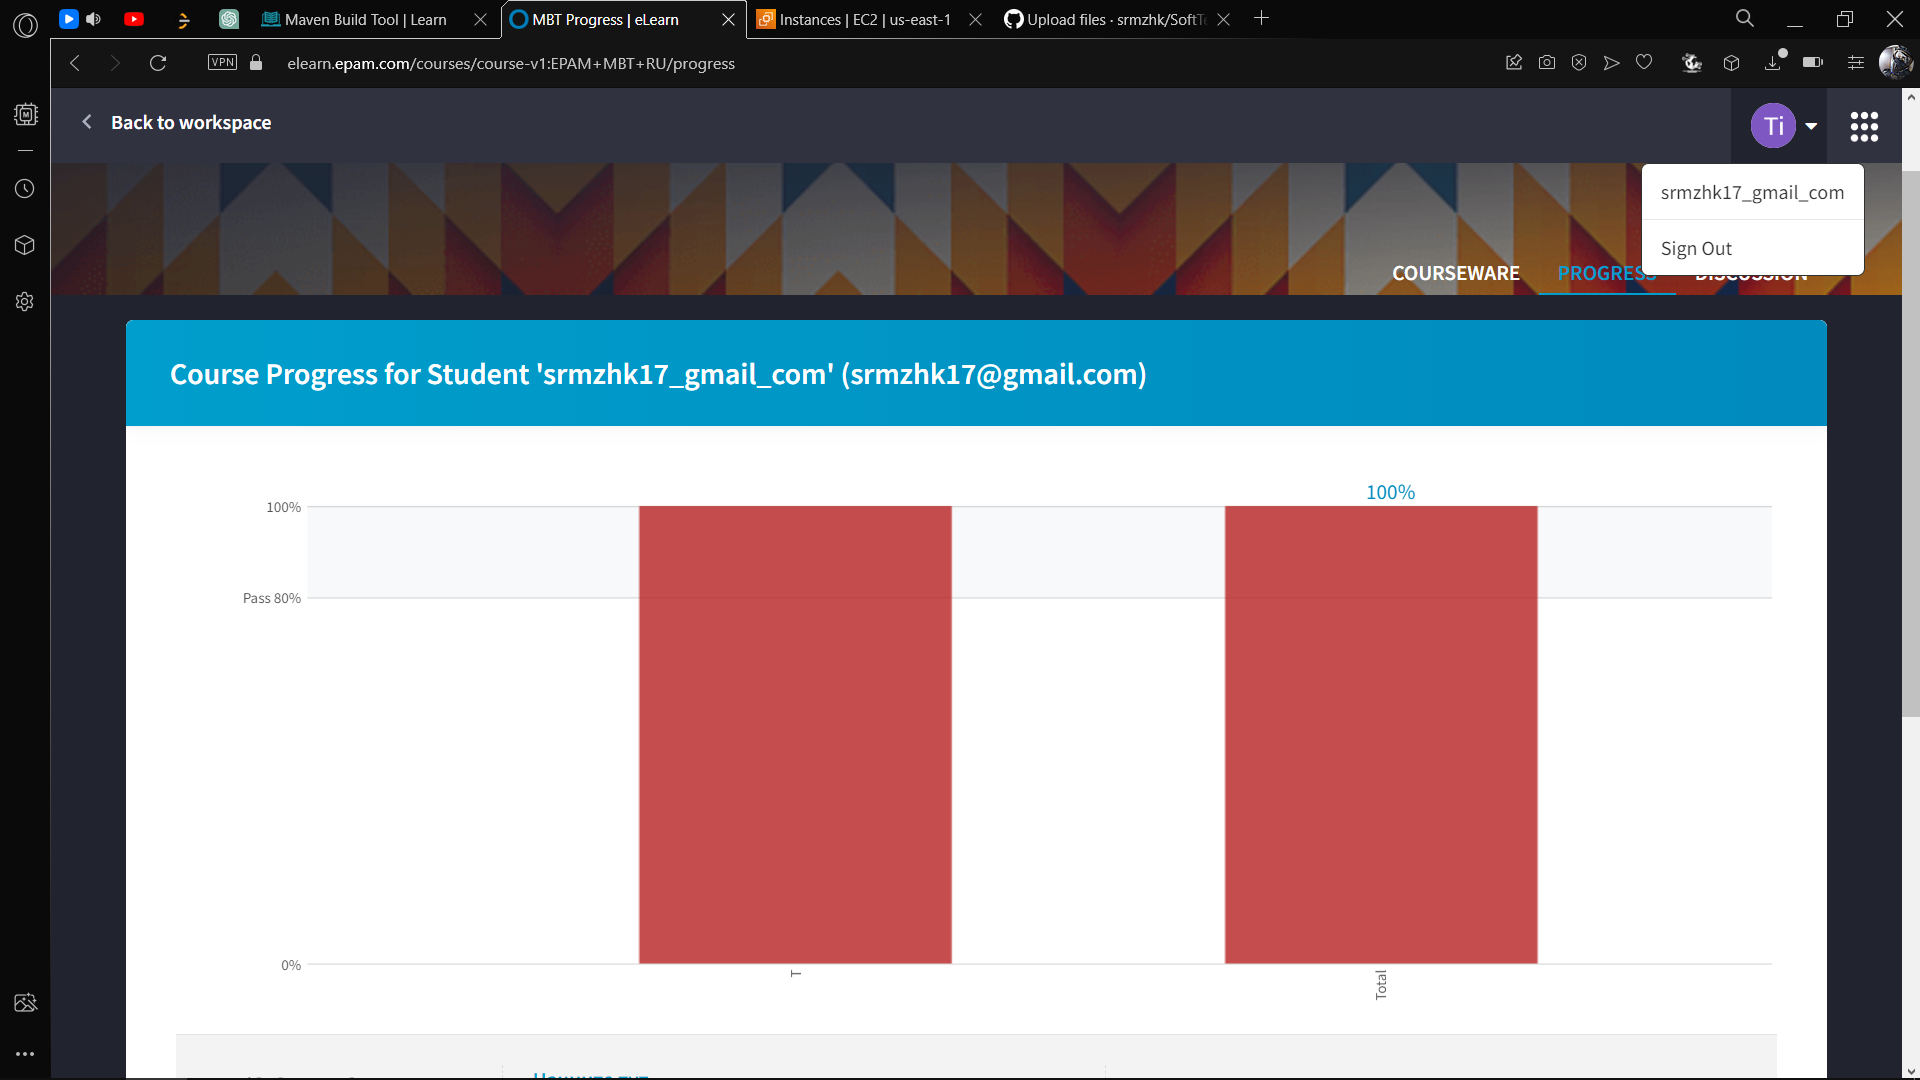 Maven Build Tool | Learn
MBT Progress | eLearn
Instances | EC2 | us-east-1
Upload files · srmzhk/SoftTe
VPN
elearn.epam.com/courses/course-v1:EPAM+MBT+RU/progress
Back to workspace
Ti
srmzhk17_gmail_com
Sign Out
COURSEWARE
PROGRESS
DISCUSSION
Course Progress for Student 'srmzhk17_gmail_com' (srmzhk17@gmail.com)
100%
100%
Pass 80%
0%
T
Total